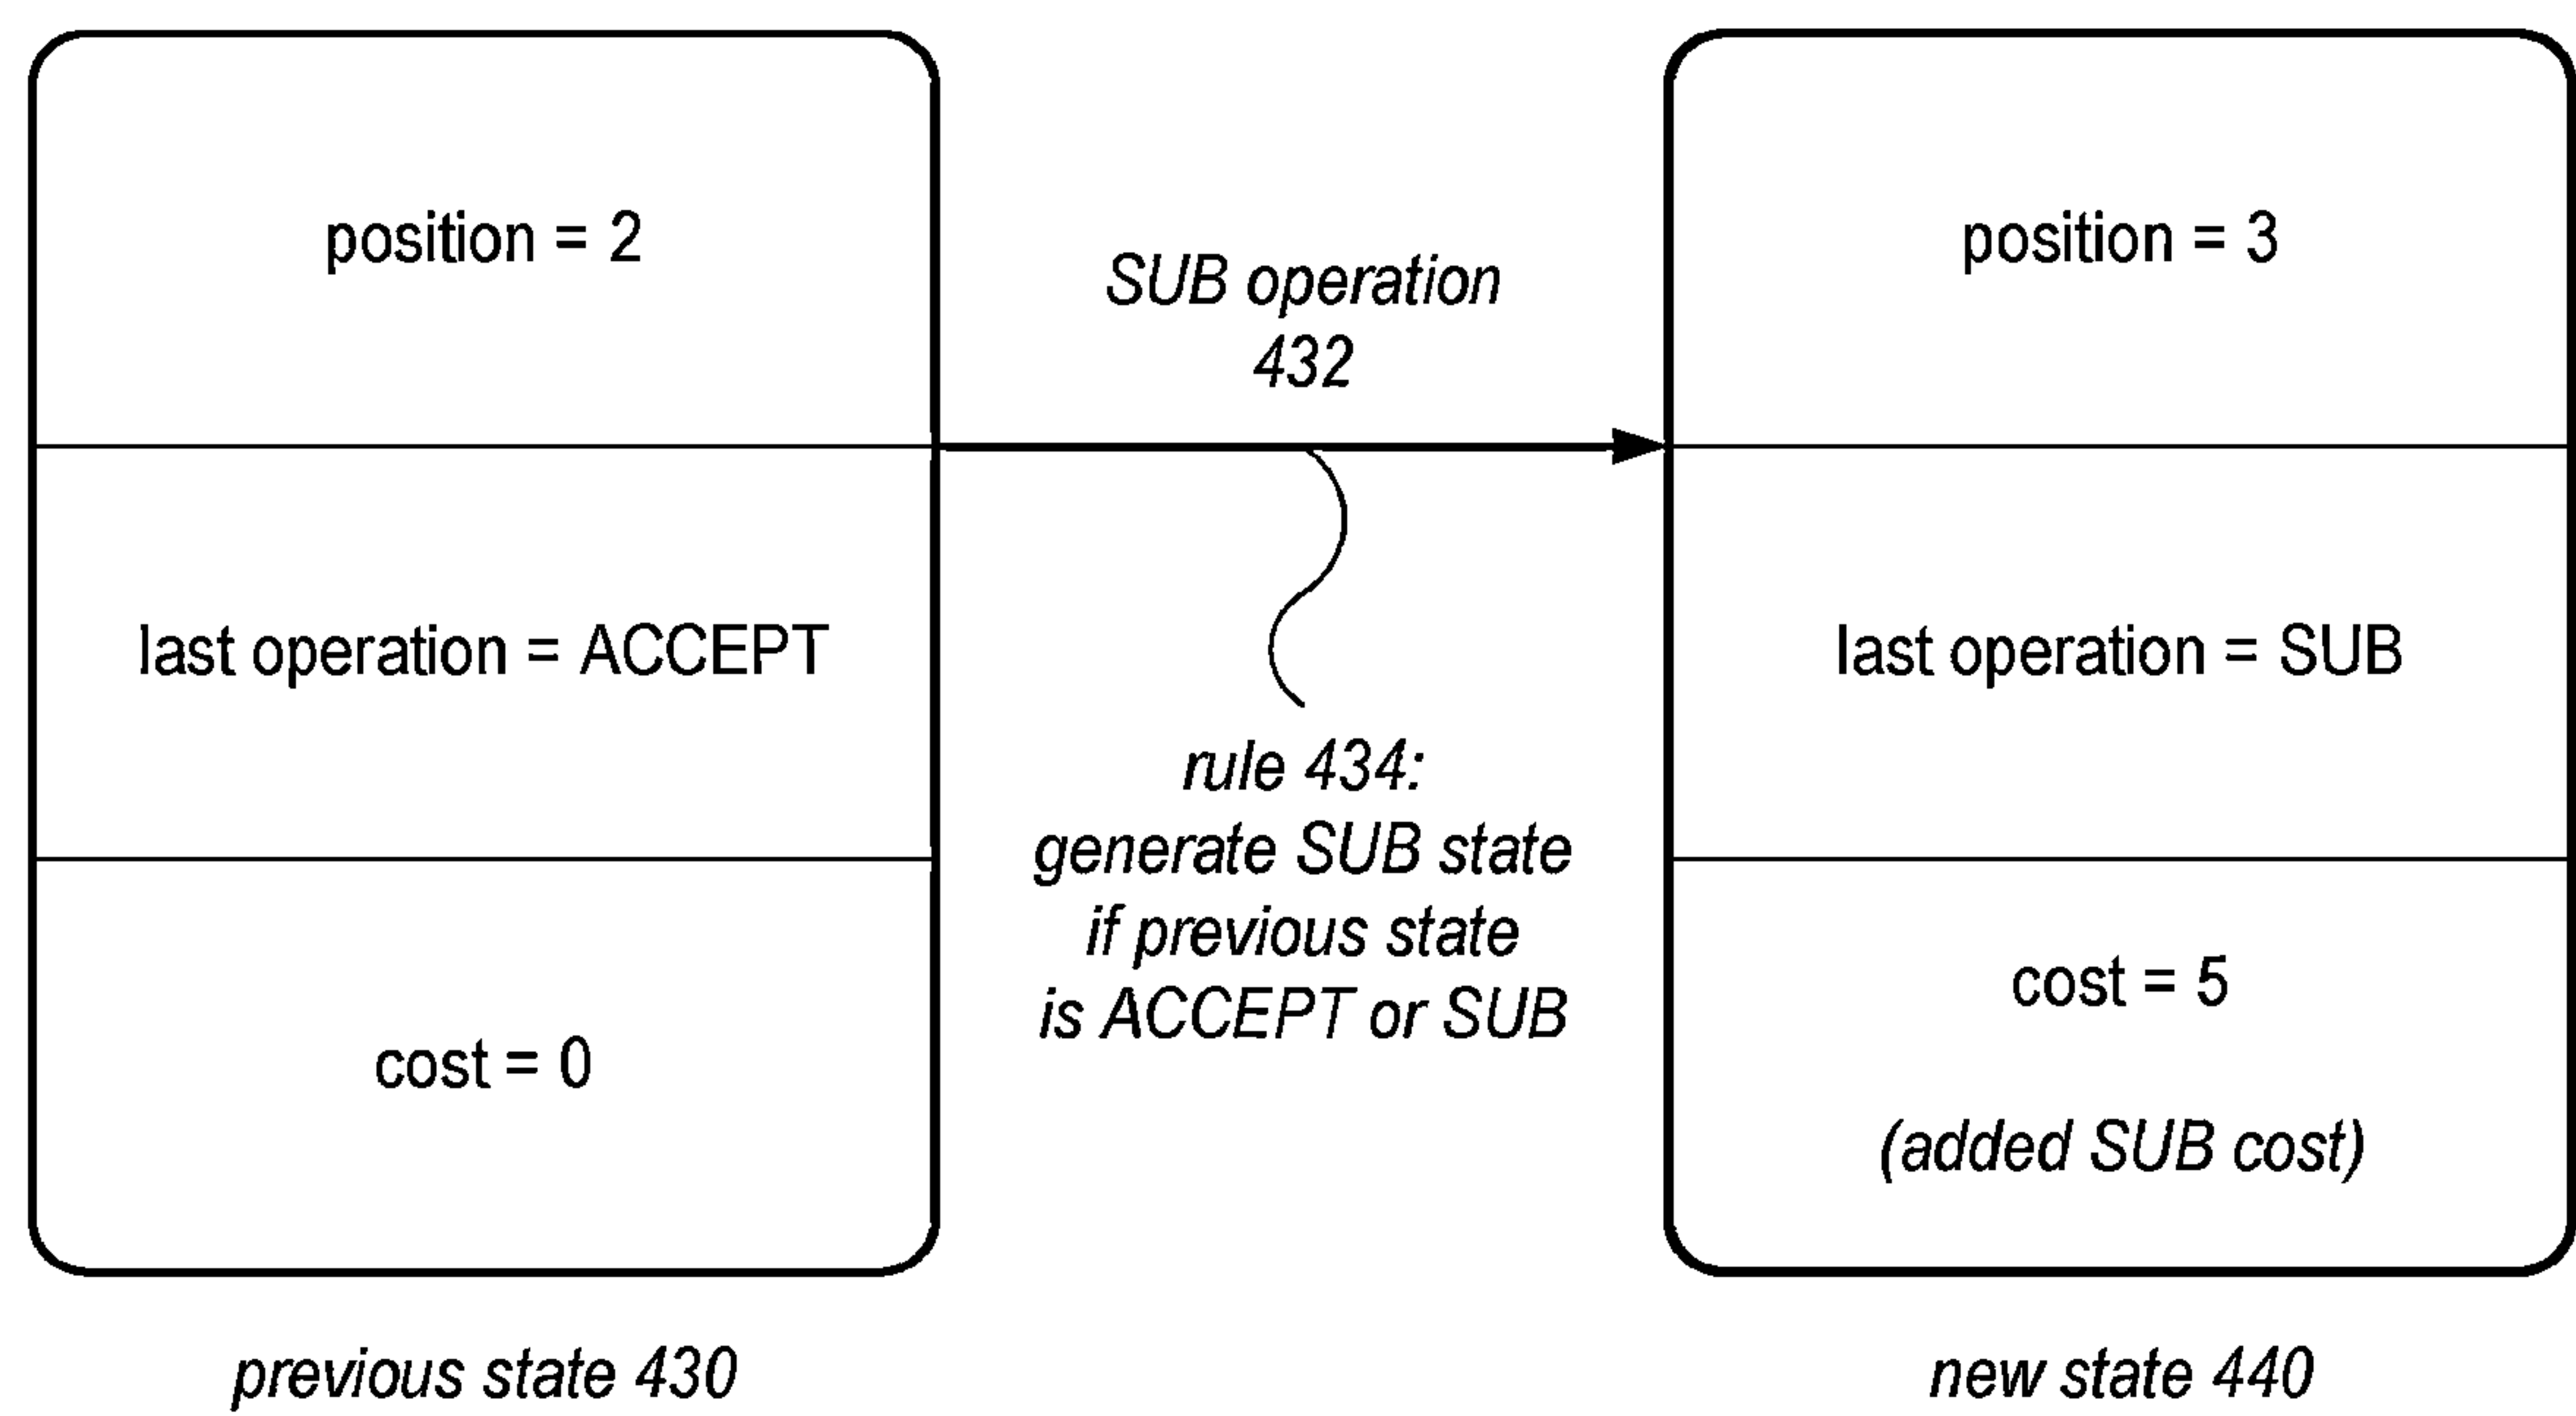 position = 2
last operation = ACCEPT
cost = 0
previous state 430
SUB operation
432
rule 434:
generate SUB state
if previous state
is ACCEPT or SUB
position = 3
last operation = SUB
cost = 5
(added SUB cost)
new state 440